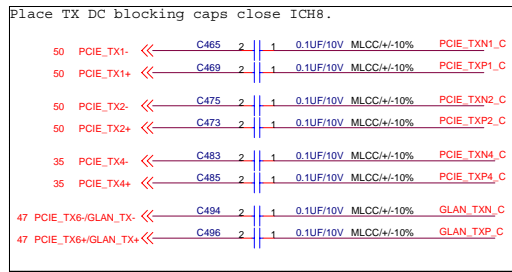 Place TX DC blocking caps close ICH8.
50 PCIE_TX1- C465 2 1 0.1UF/10V MLCC/+/-10% PCIE_TXN1_C
50 PCIE_TX1+ C469 2 1 0.1UF/10V MLCC/+/-10% PCIE_TXP1_C
50 PCIE_TX2- C475 2 1 0.1UF/10V MLCC/+/-10% PCIE_TXN2_C
50 PCIE_TX2+ C473 2 1 0.1UF/10V MLCC/+/-10% PCIE_TXP2_C
35 PCIE_TX4- C483 2 1 0.1UF/10V MLCC/+/-10% PCIE_TXN4_C
35 PCIE_TX4+ C485 2 1 0.1UF/10V MLCC/+/-10% PCIE_TXP4_C
47 PCIE_TX6-/GLAN_TX- C494 2 1 0.1UF/10V MLCC/+/-10% GLAN_TXN_C
47 PCIE_TX6+/GLAN_TX+ C496 2 1 0.1UF/10V MLCC/+/-10% GLAN_TXP_C